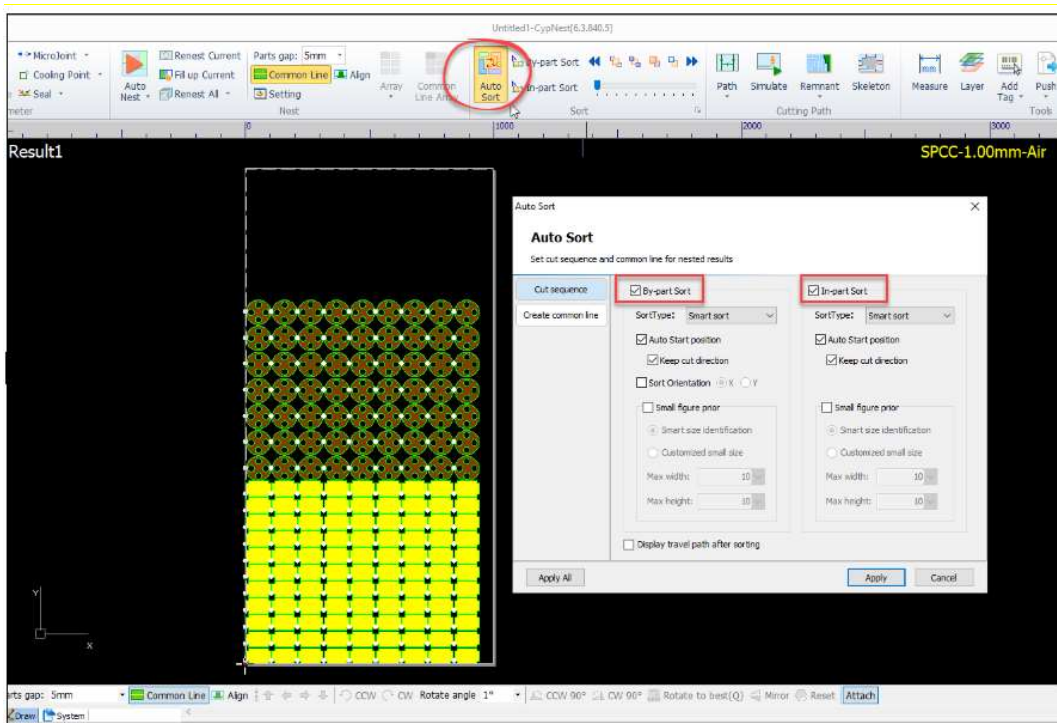 Untitled1-CypNest[6.3.840.5]
MicroJoint
Renest Current
Parts gap: 5mm
By-part Sort
Cooling Point
Fill up Current
Common Line
Align
Seal
Auto Nest
Renest All
Setting
Array
Common Line Array
Auto Sort
In-part Sort
Path
Simulate
Remnant
Skeleton
Measure
Layer
Add Tag
Push
meter
Nest
Sort
Cutting Path
Tools
0
1000
2000
3000
Result1
SPCC-1.00mm-Air
Auto Sort
Auto Sort
Set cut sequence and common line for nested results
Cut sequence
By-part Sort
In-part Sort
Create common line
SortType: Smart sort
SortType: Smart sort
Auto Start position
Auto Start position
Keep cut direction
Keep cut direction
Sort Orientation X Y
Small figure prior
Small figure prior
Smart size identification
Smart size identification
Customized small size
Customized small size
Max width: 10
Max width: 10
Max height: 10
Max height: 10
Display travel path after sorting
Apply All
Apply
Cancel
Y
X
rts gap: 5mm
Common Line
Align
CCW
CW
Rotate angle 1°
CCW 90°
CW 90°
Rotate to best(Q)
Mirror
Reset
Attach
Draw
System